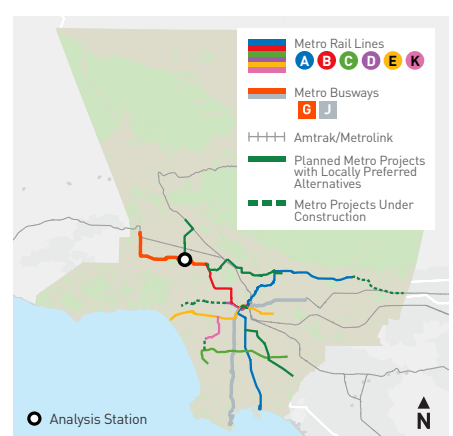 Metro Rail Lines
A B C D E K
Metro Busways
G J
Amtrak/Metrolink
Planned Metro Projects
with Locally Preferred
Alternatives
Metro Projects Under
Construction
Analysis Station
N